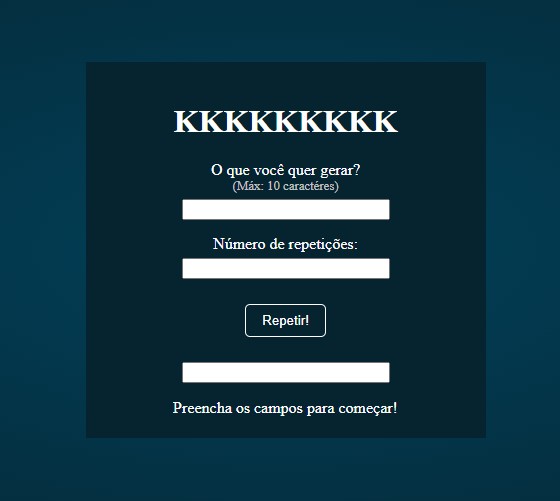 KKKKKKKKK
O que você quer gerar?
(Máx: 10 caractéres)
Número de repetições:
Repetir!
Preencha os campos para começar!